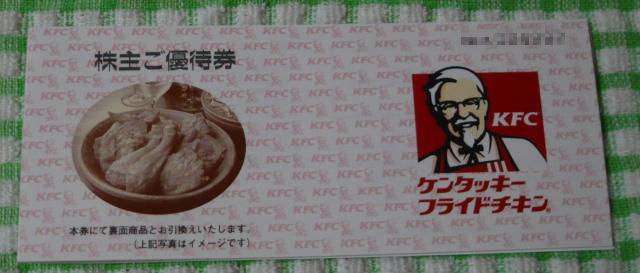 株主ご優待券
KFC
ケンタッキー
フライドチキン
本券にて裏面商品とお引換えいたします。
(上記写真はイメージです)